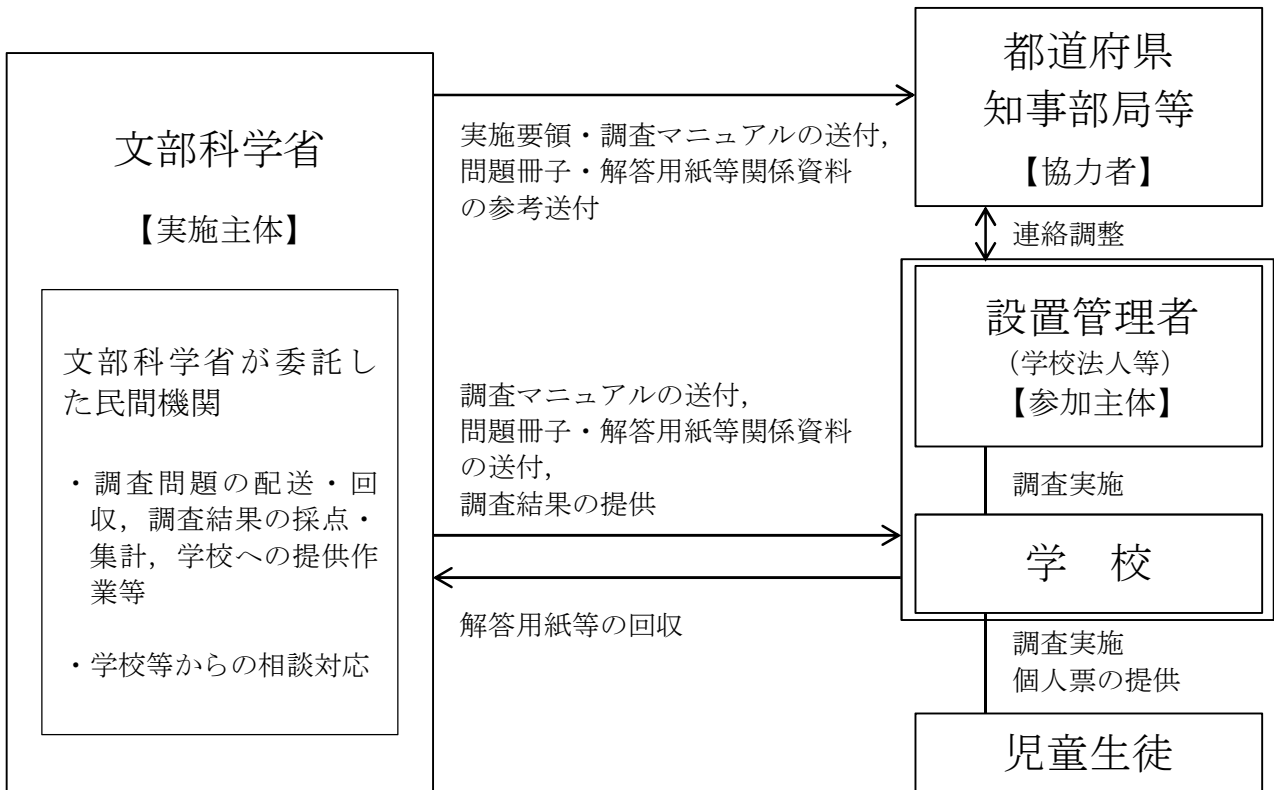 文部科学省
【実施主体】
文部科学省が委託し
た民間機関
・調査問題の配送・回
収，調査結果の採点・
集計，学校への提供作
業等
・学校等からの相談対応
実施要領・調査マニュアルの送付，
問題冊子・解答用紙等関係資料
の参考送付
調査マニュアルの送付，
問題冊子・解答用紙等関係資料
の送付，
調査結果の提供
解答用紙等の回収
都道府県
知事部局等
【協力者】
連絡調整
設置管理者
（学校法人等）
【参加主体】
調査実施
学　校
調査実施
個人票の提供
児童生徒